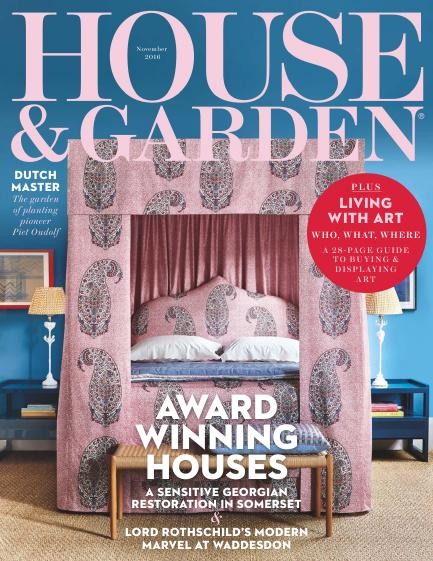 HOUSE
& GARDEN®
November
2016
DUTCH
MASTER
The garden
of planting
pioneer
Piet Oudolf
PLUS
LIVING
WITH ART
WHO, WHAT, WHERE
A 28-PAGE GUIDE
TO BUYING &
DISPLAYING
ART
AWARD
WINNING
HOUSES
A SENSITIVE GEORGIAN
RESTORATION IN SOMERSET
&
LORD ROTHSCHILD'S MODERN
MARVEL AT WADDESDON